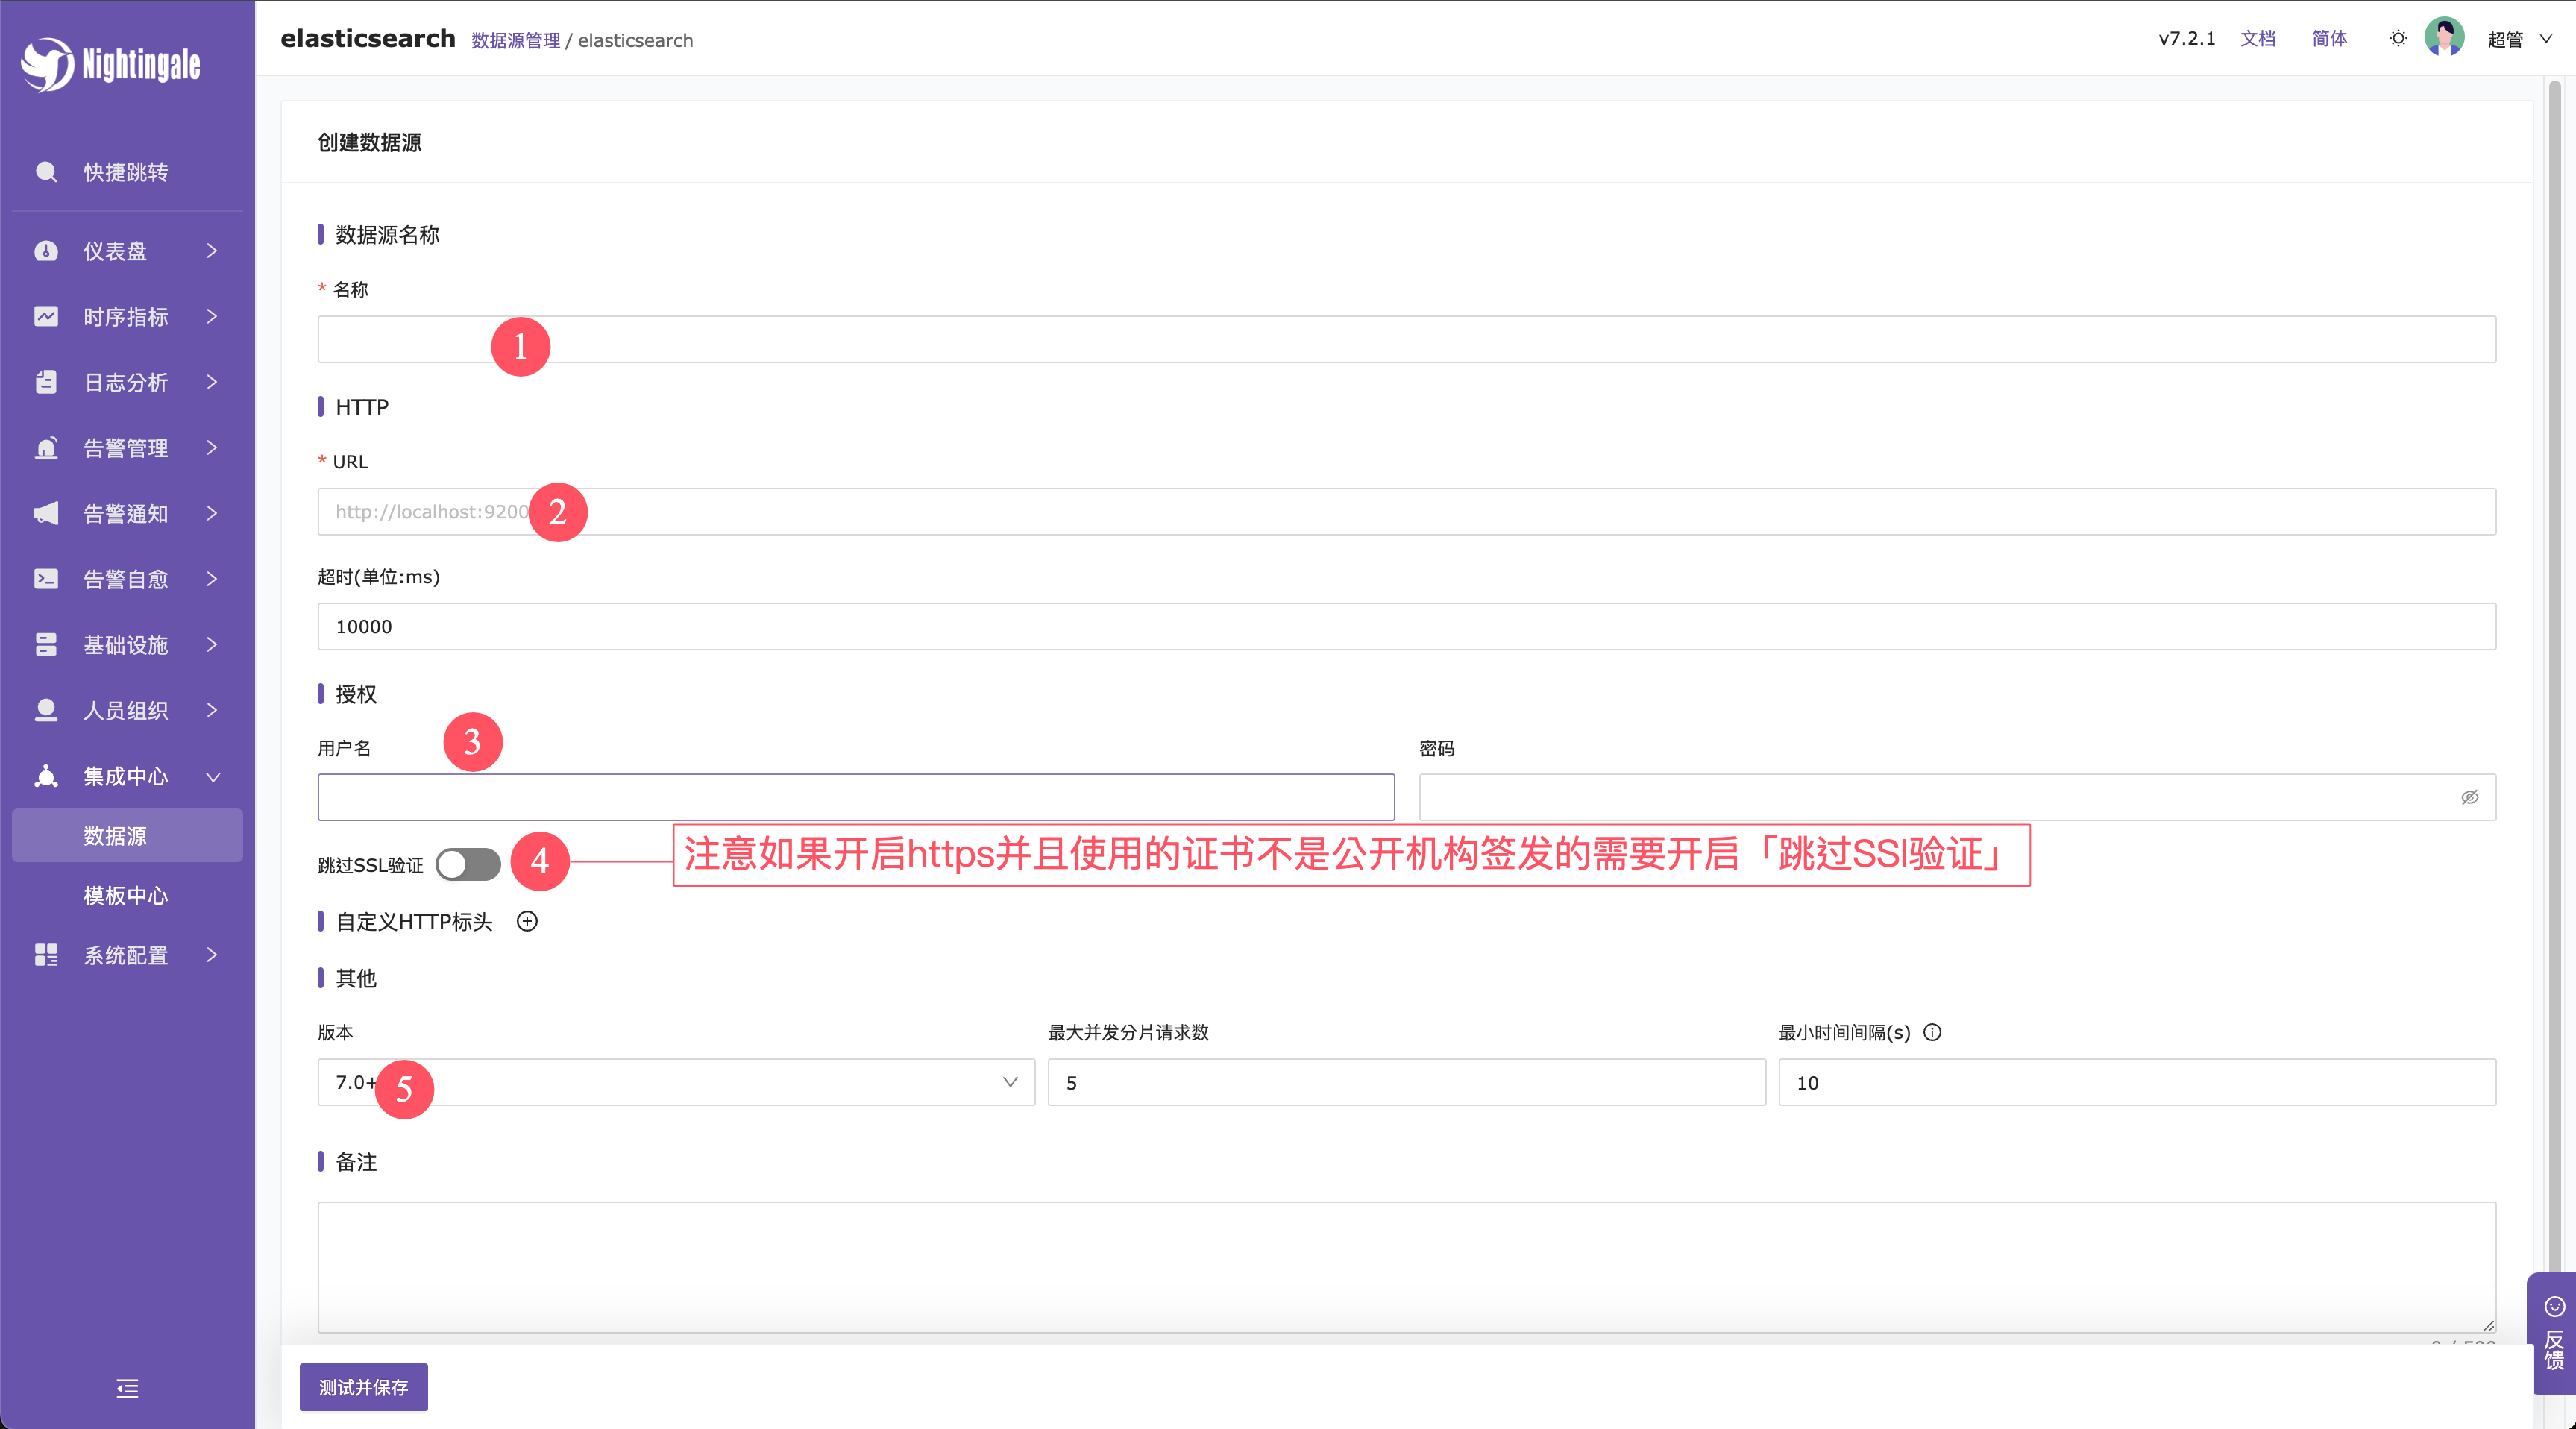 Nightingale
快捷跳转
仪表盘
时序指标
日志分析
告警管理
告警通知
告警自愈
基础设施
人员组织
集成中心
数据源
模板中心
系统配置
elasticsearch 数据源管理 / elasticsearch
v7.2.1 文档 简体 超管
创建数据源
数据源名称
* 名称
1
HTTP
* URL
http://localhost:9200 2
超时(单位:ms)
10000
授权
用户名 3 密码
跳过SSL验证 4 注意如果开启https并且使用的证书不是公开机构签发的需要开启「跳过SSl验证」
自定义HTTP标头
其他
版本 最大并发分片请求数 最小时间间隔(s)
7.0+ 5 5 10
备注
测试并保存
反馈